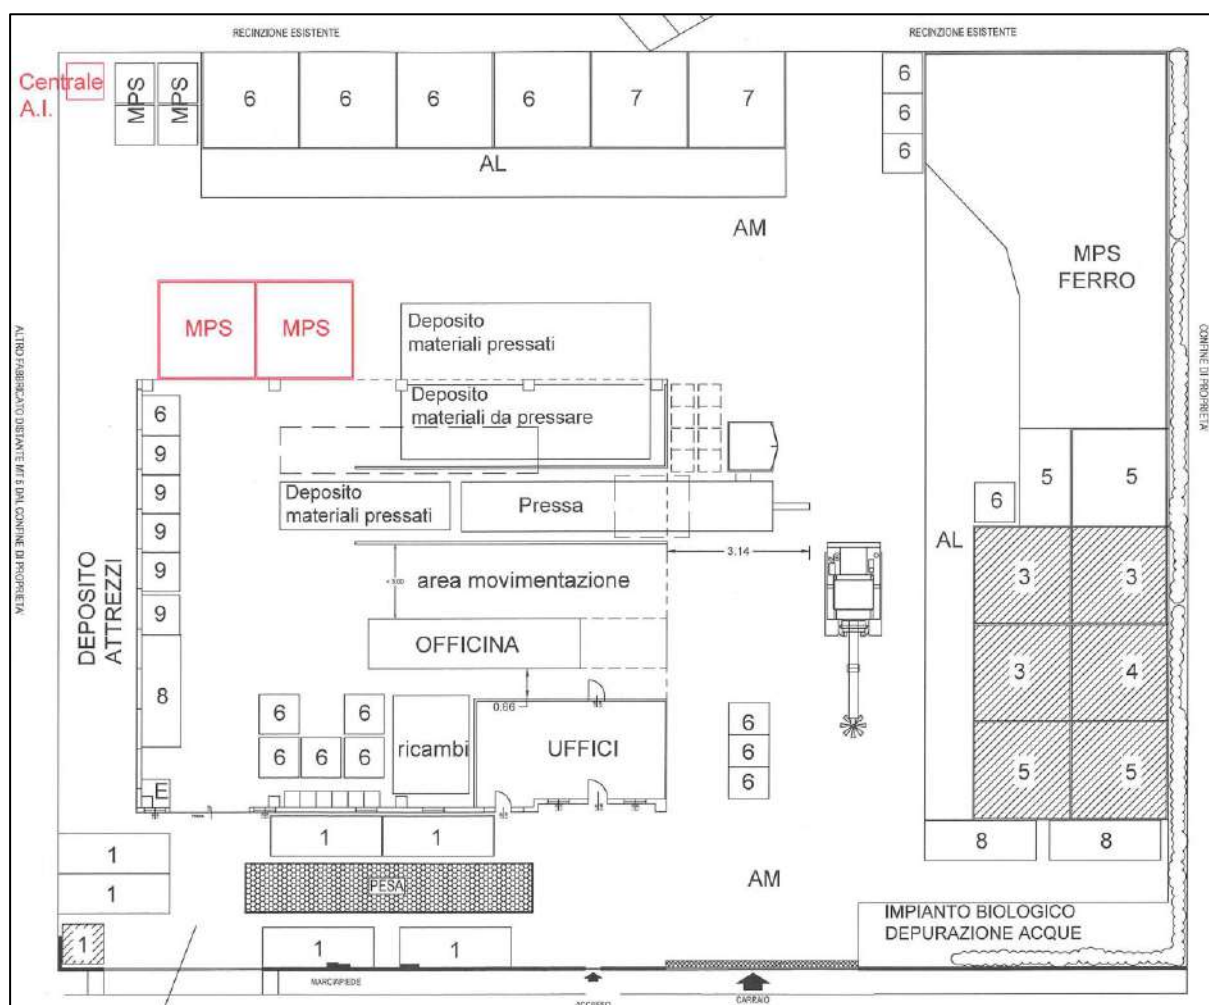 RECINZIONE ESISTENTE
RECINZIONE ESISTENTE
Centrale
A.I.
MPS
MPS
MPS
MPS
6
6
6
6
7
7
6
6
6
AL
AM
MPS
FERRO
MPS
MPS
Deposito
materiali pressati
Deposito
materiali da pressare
Deposito
materiali pressati
Pressa
ALTRO FABBRICATO DISTANTE MT 5 DAL CONFINE DI PROPRIETA'
CONFINE DI PROPRIETA'
6
9
9
9
9
9
8
E
DEPOSITO
ATTREZZI
3.14
area movimentazione
OFFICINA
0.86
6
6
6
6
6
ricambi
UFFICI
6
6
6
5
5
6
AL
3
3
3
4
5
5
8
8
1
1
1
1
1
PESA
1
1
AM
IMPIANTO BIOLOGICO
DEPURAZIONE ACQUE
MARCIAPIEDE
CARRAIO